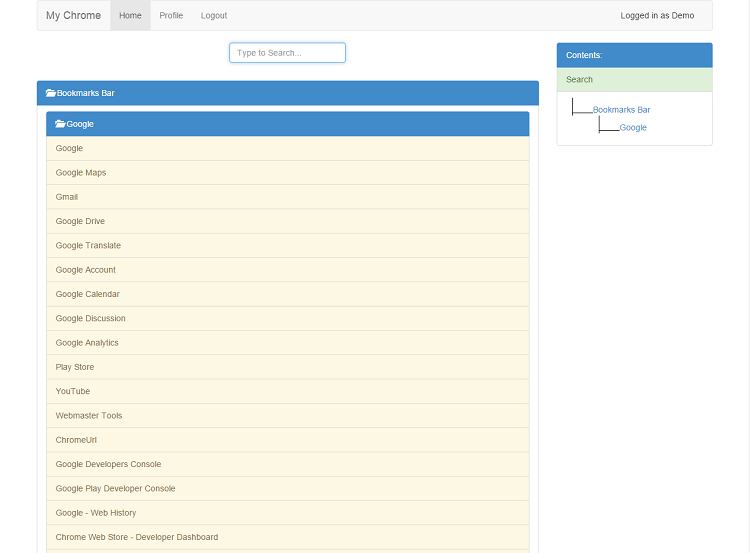 My Chrome Home Profile Logout Logged in as Demo
Type to Search...
Bookmarks Bar
Google
Google
Google Maps
Gmail
Google Drive
Google Translate
Google Account
Google Calendar
Google Discussion
Google Analytics
Play Store
YouTube
Webmaster Tools
ChromeUrl
Google Developers Console
Google Play Developer Console
Google - Web History
Chrome Web Store - Developer Dashboard
Contents:
Search
Bookmarks Bar
Google